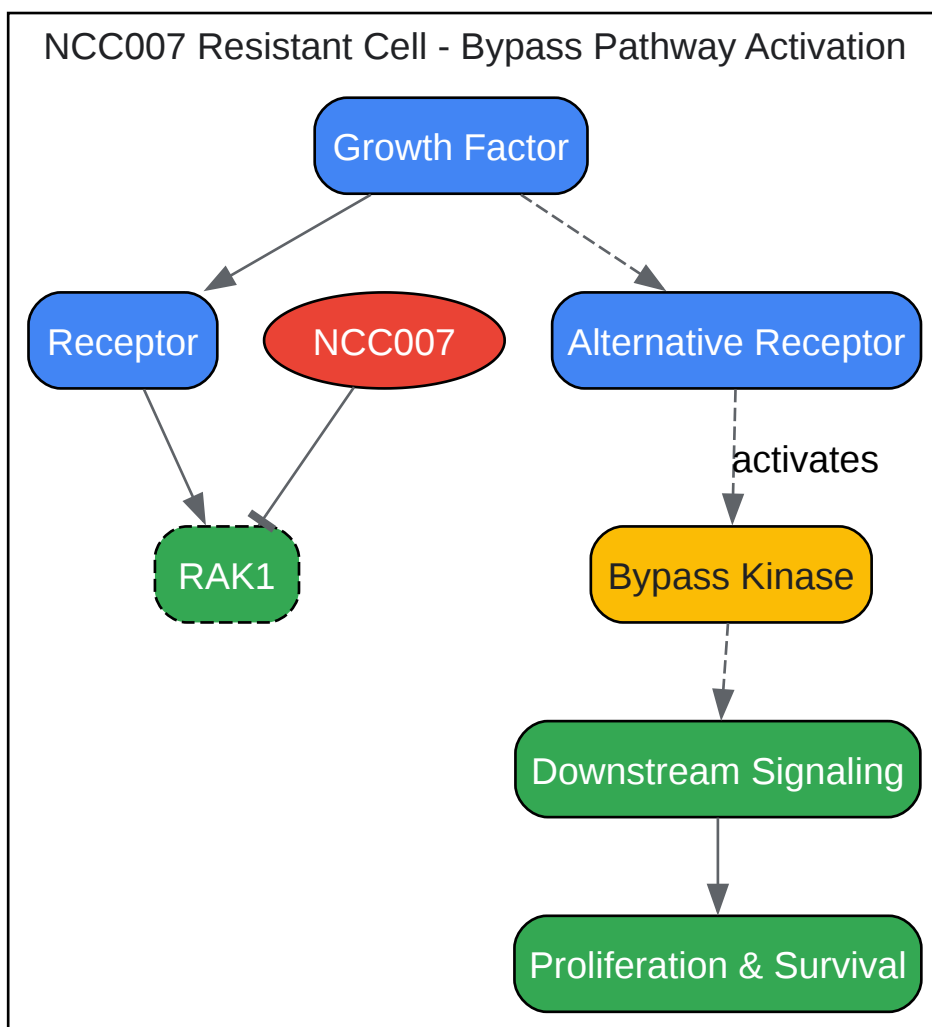 NCC007 Resistant Cell - Bypass Pathway Activation
Growth Factor
Receptor
NCC007
Alternative Receptor
activates
RAK1
Bypass Kinase
Downstream Signaling
Proliferation & Survival